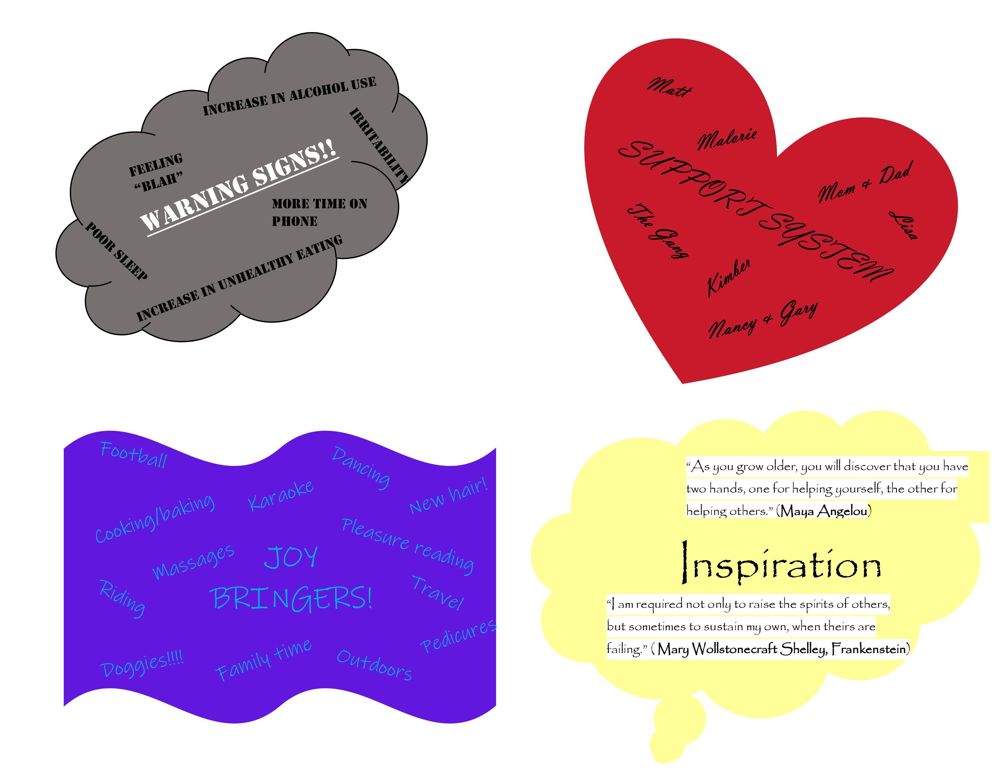 INCREASE IN ALCOHOL USE
IRRITABILITY
FEELING
“BLAH”
WARNING SIGNS!!
MORE TIME ON
PHONE
POOR SLEEP
INCREASE IN UNHEALTHY EATING
Matt
Malorie
SUPPORT SYSTEM
Mom & Dad
The Gang
Lisa
Kimber
Nancy & Gary
Football
Dancing
Karaoke
New hair!
Cooking/baking
Pleasure reading
Massages
JOY
BRINGERS!
Riding
Travel
Pedicures
Doggies!!!!
Family time
Outdoors
“As you grow older, you will discover that you have
two hands, one for helping yourself, the other for
helping others.” (Maya Angelou)
Inspiration
“I am required not only to raise the spirits of others,
but sometimes to sustain my own, when theirs are
failing.” ( Mary Wollstonecraft Shelley, Frankenstein)